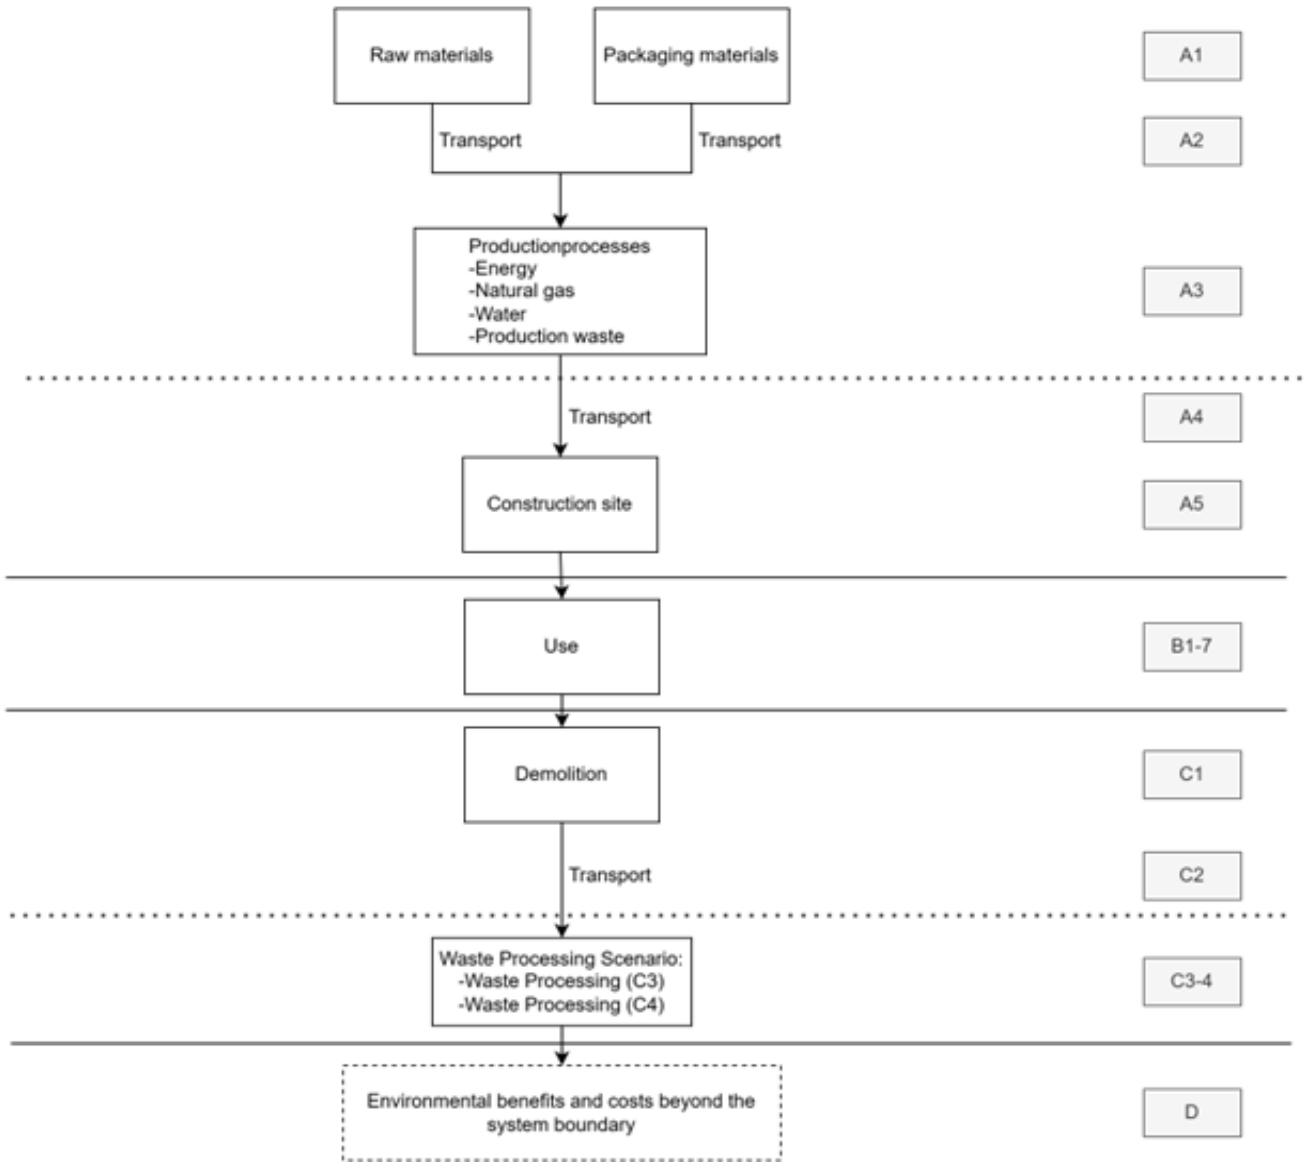 Raw materials
Packaging materials
A1
Transport
Transport
A2
Productionprocesses
-Energy
-Natural gas
-Water
-Production waste
A3
Transport
A4
Construction site
A5
Use
B1-7
Demolition
C1
Transport
C2
Waste Processing Scenario:
-Waste Processing (C3)
-Waste Processing (C4)
C3-4
Environmental benefits and costs beyond the
system boundary
D